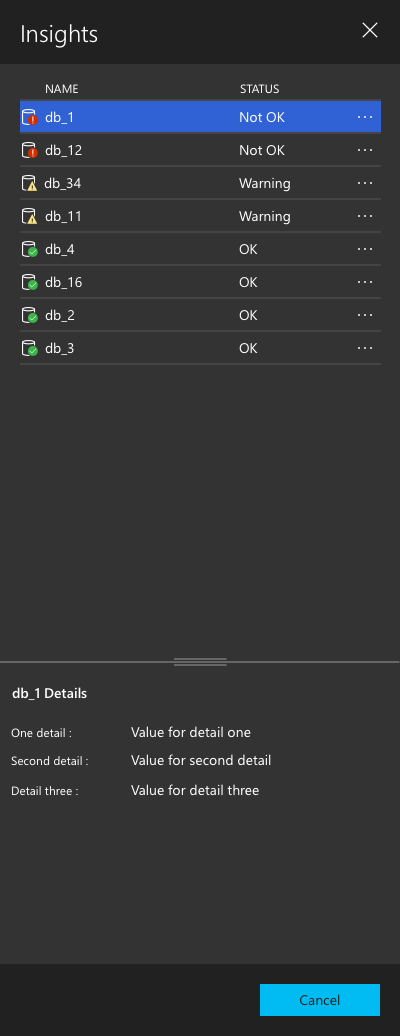 Insights
NAME STATUS
db_1 Not OK ...
db_12 Not OK ...
db_34 Warning ...
db_11 Warning ...
db_4 OK ...
db_16 OK ...
db_2 OK ...
db_3 OK ...
db_1 Details
One detail : Value for detail one
Second detail : Value for second detail
Detail three : Value for detail three
Cancel